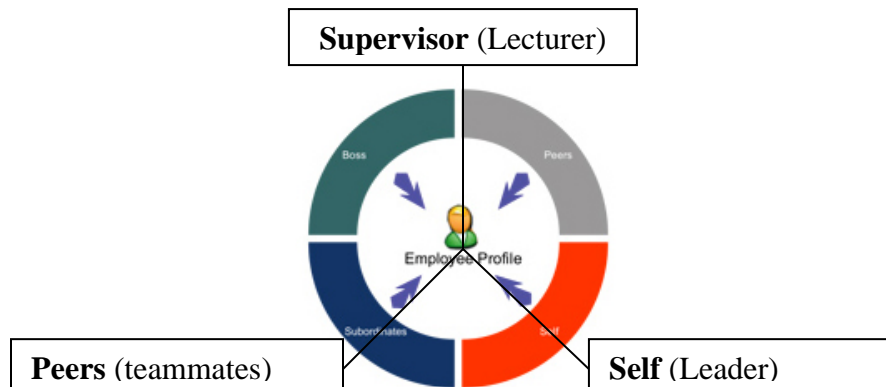 Supervisor (Lecturer)
Boss
Peers
Employee Profile
Subordinates
Self
Peers (teammates)
Self (Leader)